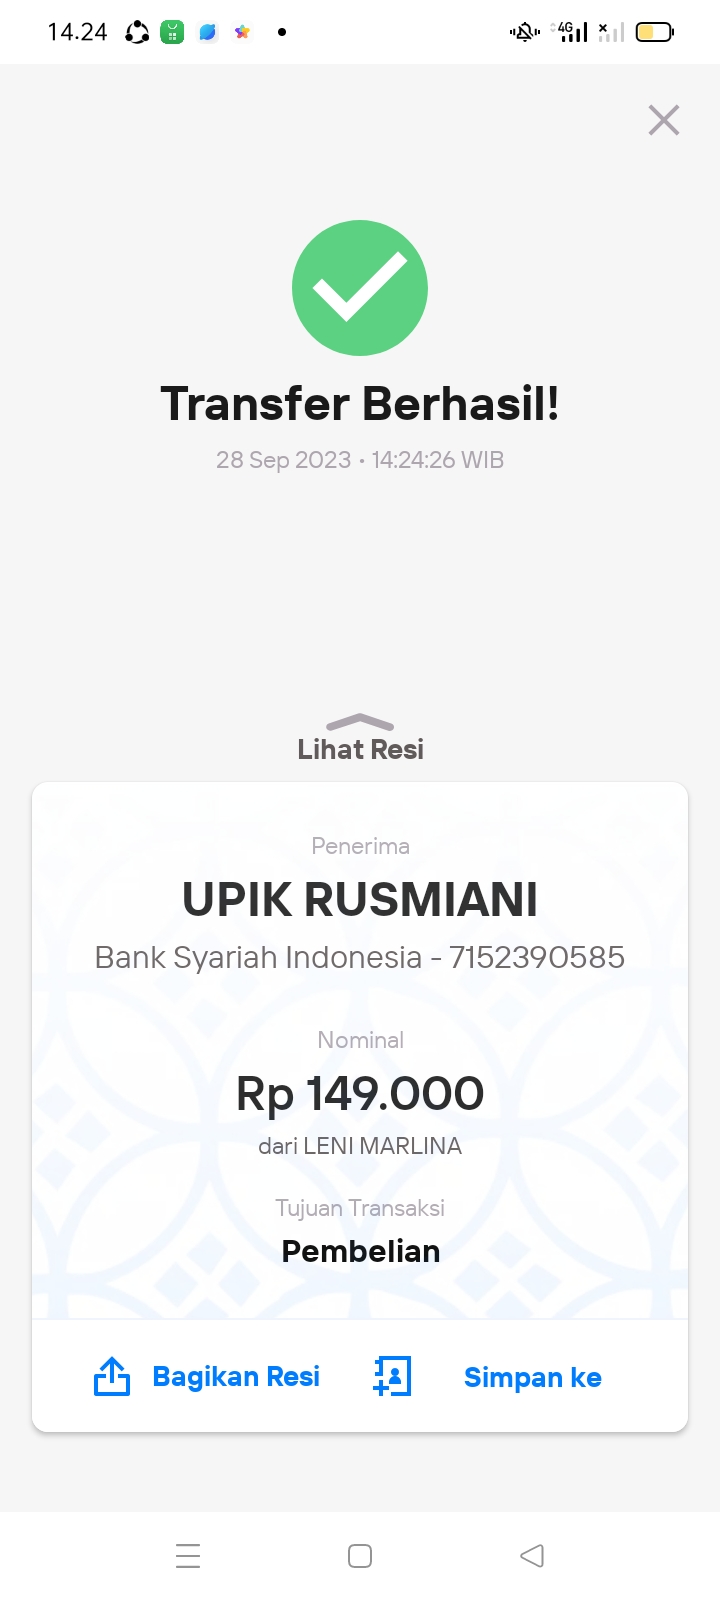 14.24
4G
Transfer Berhasil!
28 Sep 2023 • 14:24:26 WIB
Lihat Resi
Penerima
UPIK RUSMIANI
Bank Syariah Indonesia - 7152390585
Nominal
Rp 149.000
dari LENI MARLINA
Tujuan Transaksi
Pembelian
Bagikan Resi
Simpan ke